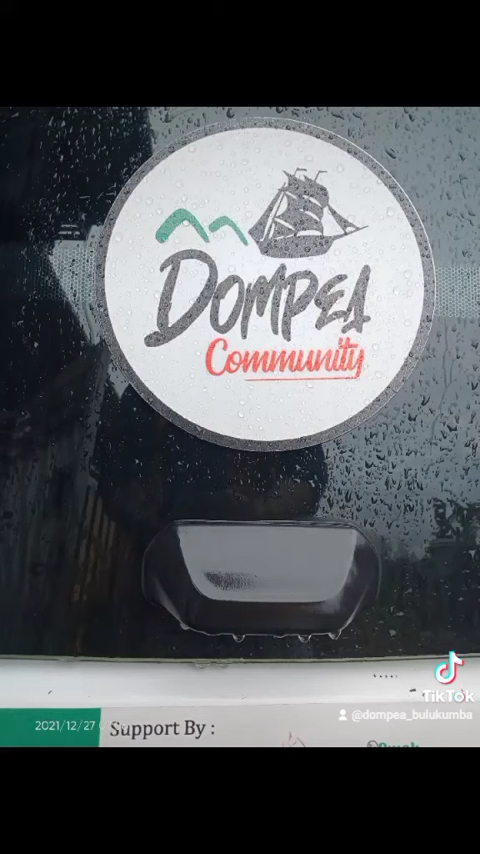 DOMPEA
Community
TikTok
@dompea_bulukumba
2021/12/27
Support By :